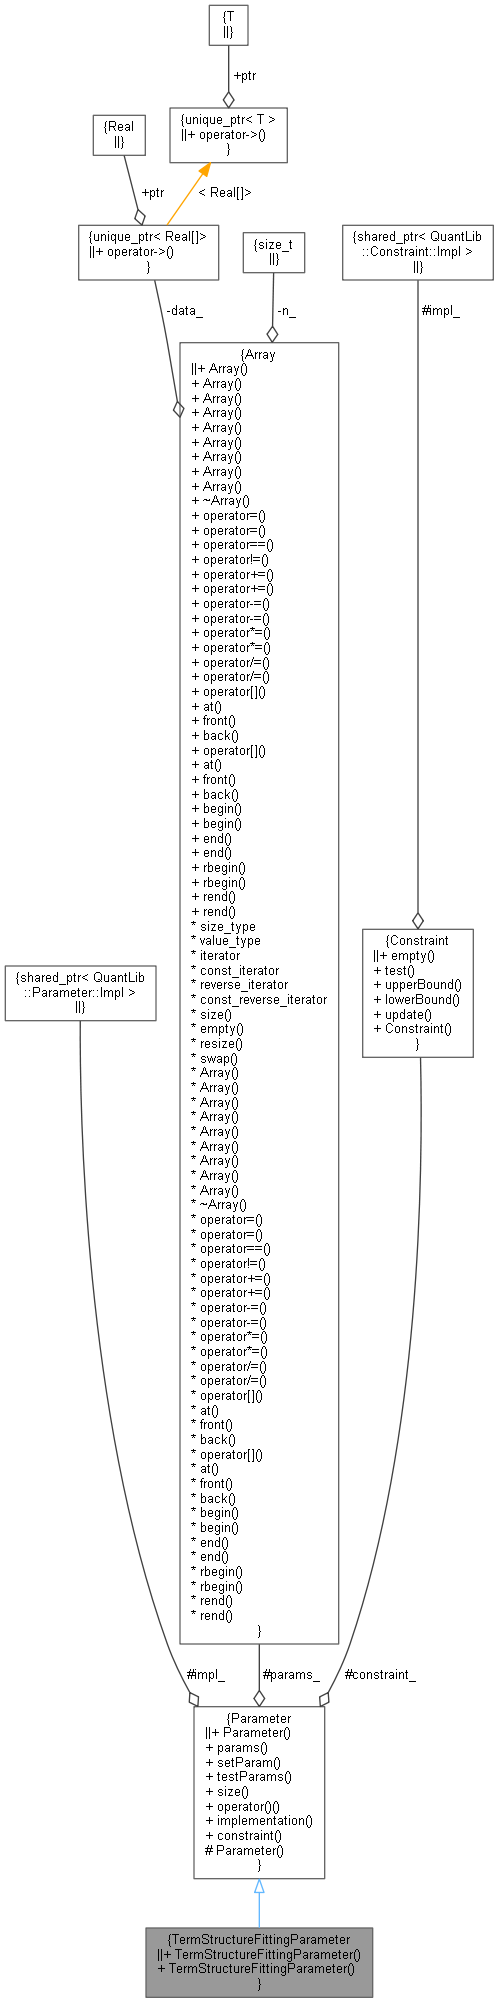 {T
||}
+ptr
{unique_ptr< T >
||+ operator->()
}
{Real
||}
+ptr
< Real[]>
{unique_ptr< Real[]>
||+ operator->()
}
{size_t
||}
{shared_ptr< QuantLib
::Constraint::Impl >
||}
-data_
-n_
#impl_
{Array
||+ Array()
+ Array()
+ Array()
+ Array()
+ Array()
+ Array()
+ Array()
+ Array()
+ Array()
+ ~Array()
+ operator=()
+ operator=()
+ operator==()
+ operator!=()
+ operator+=()
+ operator+=()
+ operator-=()
+ operator-=()
+ operator*=()
+ operator*=()
+ operator/=()
+ operator/=()
+ operator[]()
+ at()
+ front()
+ back()
+ operator[]()
+ at()
+ front()
+ back()
+ begin()
+ begin()
+ end()
+ end()
+ rbegin()
+ rbegin()
+ rend()
+ rend()
* size_type
* value_type
* iterator
* const_iterator
* reverse_iterator
* const_reverse_iterator
* size()
* empty()
* resize()
* swap()
* Array()
* Array()
* Array()
* Array()
* Array()
* Array()
* Array()
* Array()
* Array()
* ~Array()
* operator=()
* operator=()
* operator==()
* operator!=()
* operator+=()
* operator+=()
* operator-=()
* operator-=()
* operator*=()
* operator*=()
* operator/=()
* operator/=()
* operator[]()
* at()
* front()
* back()
* operator[]()
* at()
* front()
* back()
* begin()
* begin()
* end()
* end()
* rbegin()
* rbegin()
* rend()
* rend()
}
{Constraint
||+ empty()
+ test()
+ upperBound()
+ lowerBound()
+ update()
+ Constraint()
}
{shared_ptr< QuantLib
::Parameter::Impl >
||}
#impl_
#params_
#constraint_
{Parameter
||+ Parameter()
+ params()
+ setParam()
+ testParams()
+ size()
+ operator()()
+ implementation()
+ constraint()
# Parameter()
}
{TermStructureFittingParameter
||+ TermStructureFittingParameter()
+ TermStructureFittingParameter()
}